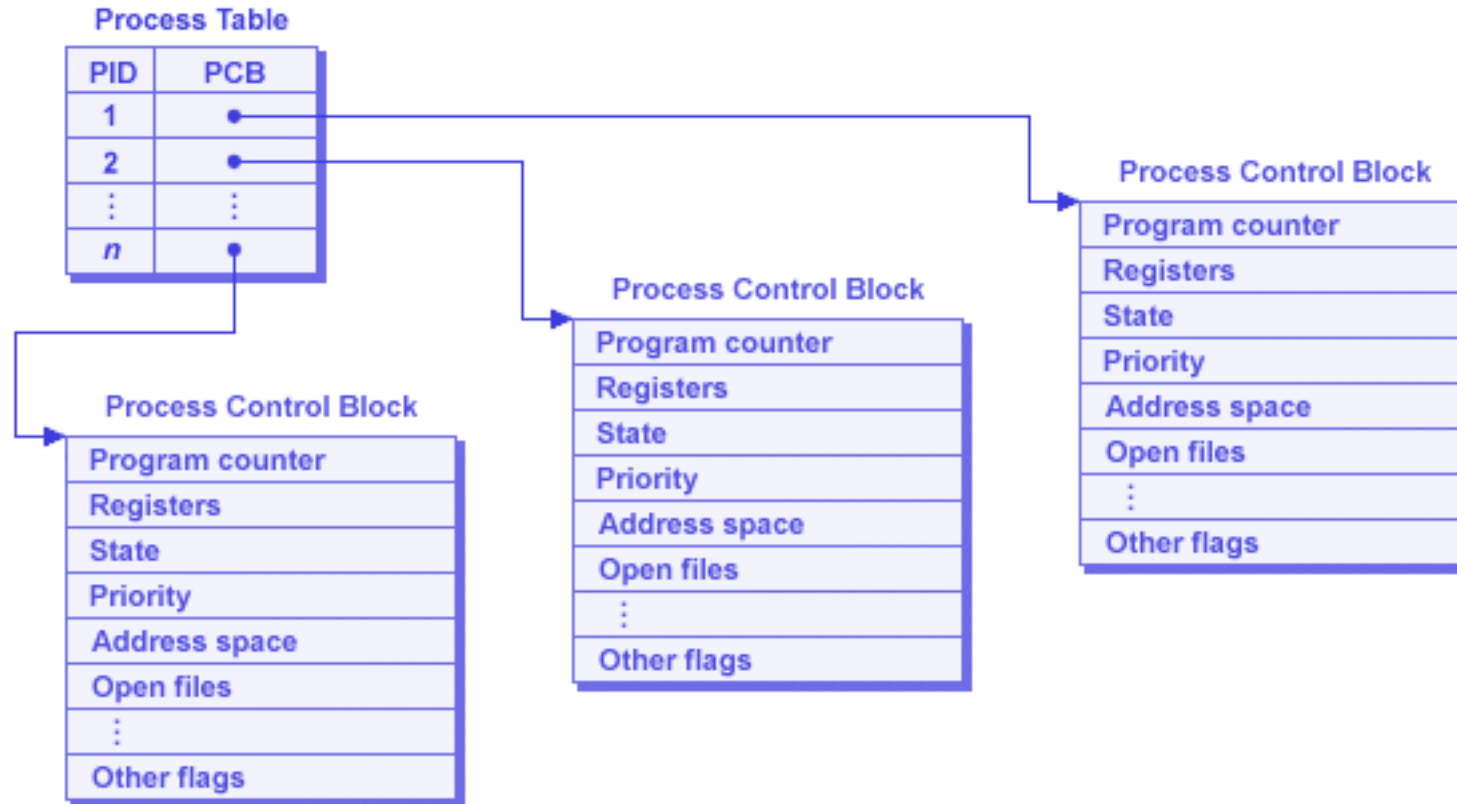 Process Table
PID PCB
1
2
⋮ ⋮
n
Process Control Block
Program counter
Registers
State
Priority
Address space
Open files
⋮
Other flags
Process Control Block
Program counter
Registers
State
Priority
Address space
Open files
⋮
Other flags
Process Control Block
Program counter
Registers
State
Priority
Address space
Open files
⋮
Other flags